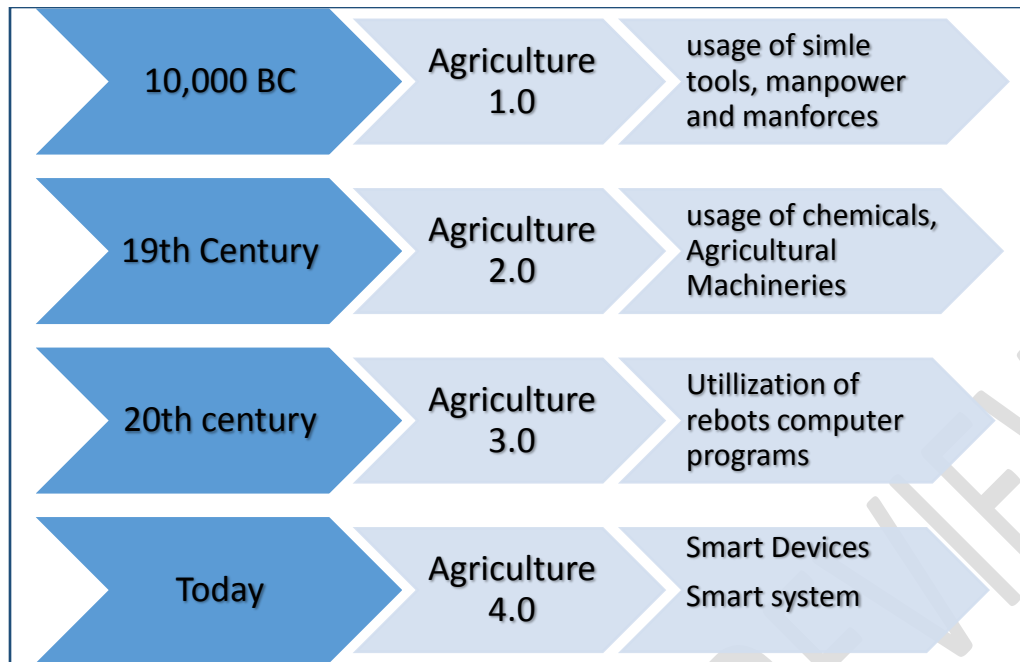 10,000 BC
Agriculture
1.0
usage of simle
tools, manpower
and manforces
19th Century
Agriculture
2.0
usage of chemicals,
Agricultural
Machineries
20th century
Agriculture
3.0
Utillization of
rebots computer
programs
Today
Agriculture
4.0
Smart Devices
Smart system